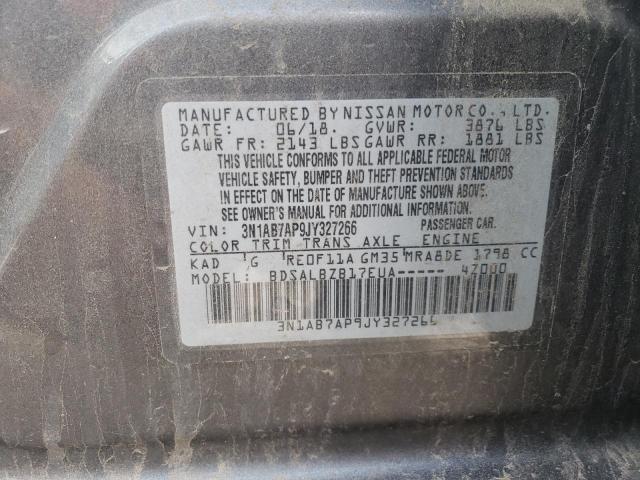 MANUFACTURED BY NISSAN MOTOR CO., LTD.
DATE: 06/18. GVWR: 3876 LBS
GAWR FR: 2143 LBS GAWR RR: 1881 LBS
THIS VEHICLE CONFORMS TO ALL APPLICABLE FEDERAL MOTOR
VEHICLE SAFETY, BUMPER AND THEFT PREVENTION STANDARDS
IN EFFECT ON THE DATE OF MANUFACTURE SHOWN ABOVE.
SEE OWNER'S MANUAL FOR ADDITIONAL INFORMATION.
VIN: 3N1AB7AP9JY327266 PASSENGER CAR.
COLOR TRIM TRANS AXLE ENGINE
KAD G RE0F11A GM35 MRA8DE 1798 CC
MODEL: BDSALBZB17EUA----- 4Z000
3N1AB7AP9JY327266